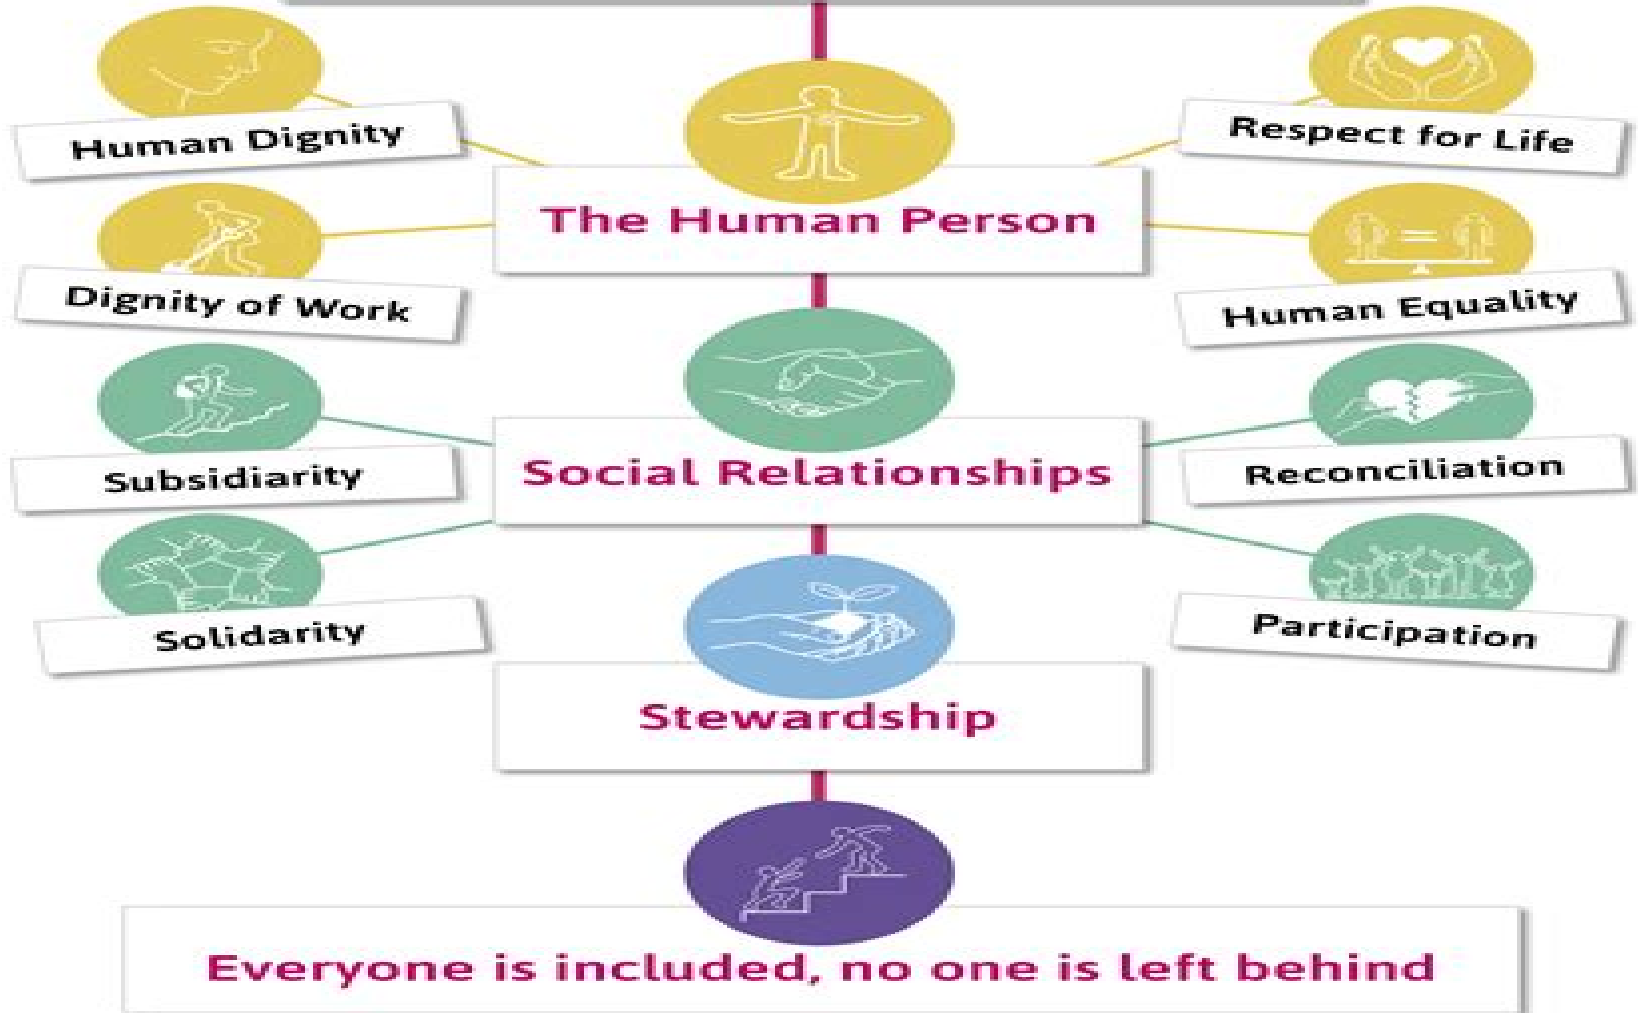 Human Dignity
Respect for Life
The Human Person
Dignity of Work
Human Equality
Subsidiarity
Social Relationships
Reconciliation
Solidarity
Participation
Stewardship
Everyone is included, no one is left behind